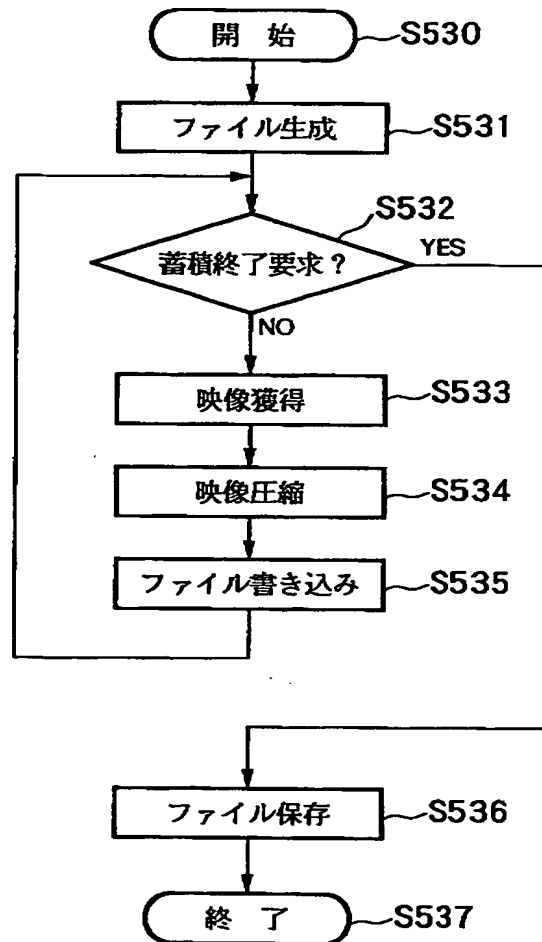 開 始 S530
ファイル生成 S531
S532
蓄積終了要求？ YES
NO
映像獲得 S533
映像圧縮 S534
ファイル書き込み S535
ファイル保存 S536
終 了 S537